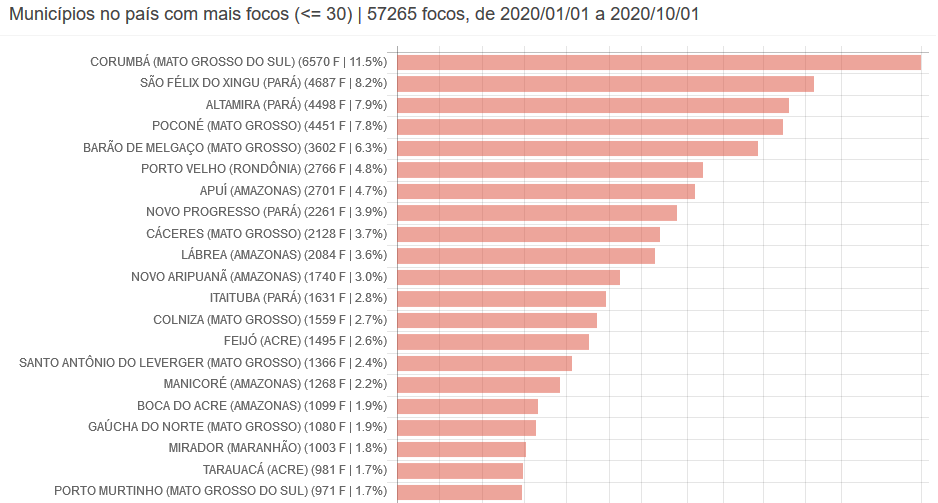 Municípios no país com mais focos (<= 30) | 57265 focos, de 2020/01/01 a 2020/10/01
CORUMBÁ (MATO GROSSO DO SUL) (6570 F | 11.5%)
SÃO FÉLIX DO XINGU (PARÁ) (4687 F | 8.2%)
ALTAMIRA (PARÁ) (4498 F | 7.9%)
POCONÉ (MATO GROSSO) (4451 F | 7.8%)
BARÃO DE MELGAÇO (MATO GROSSO) (3602 F | 6.3%)
PORTO VELHO (RONDÔNIA) (2766 F | 4.8%)
APUÍ (AMAZONAS) (2701 F | 4.7%)
NOVO PROGRESSO (PARÁ) (2261 F | 3.9%)
CÁCERES (MATO GROSSO) (2128 F | 3.7%)
LÁBREA (AMAZONAS) (2084 F | 3.6%)
NOVO ARIPUANÃ (AMAZONAS) (1740 F | 3.0%)
ITAITUBA (PARÁ) (1631 F | 2.8%)
COLNIZA (MATO GROSSO) (1559 F | 2.7%)
FEIJÓ (ACRE) (1495 F | 2.6%)
SANTO ANTÔNIO DO LEVERGER (MATO GROSSO) (1366 F | 2.4%)
MANICORÉ (AMAZONAS) (1268 F | 2.2%)
BOCA DO ACRE (AMAZONAS) (1099 F | 1.9%)
GAÚCHA DO NORTE (MATO GROSSO) (1080 F | 1.9%)
MIRADOR (MARANHÃO) (1003 F | 1.8%)
TARAUACÁ (ACRE) (981 F | 1.7%)
PORTO MURTINHO (MATO GROSSO DO SUL) (971 F | 1.7%)